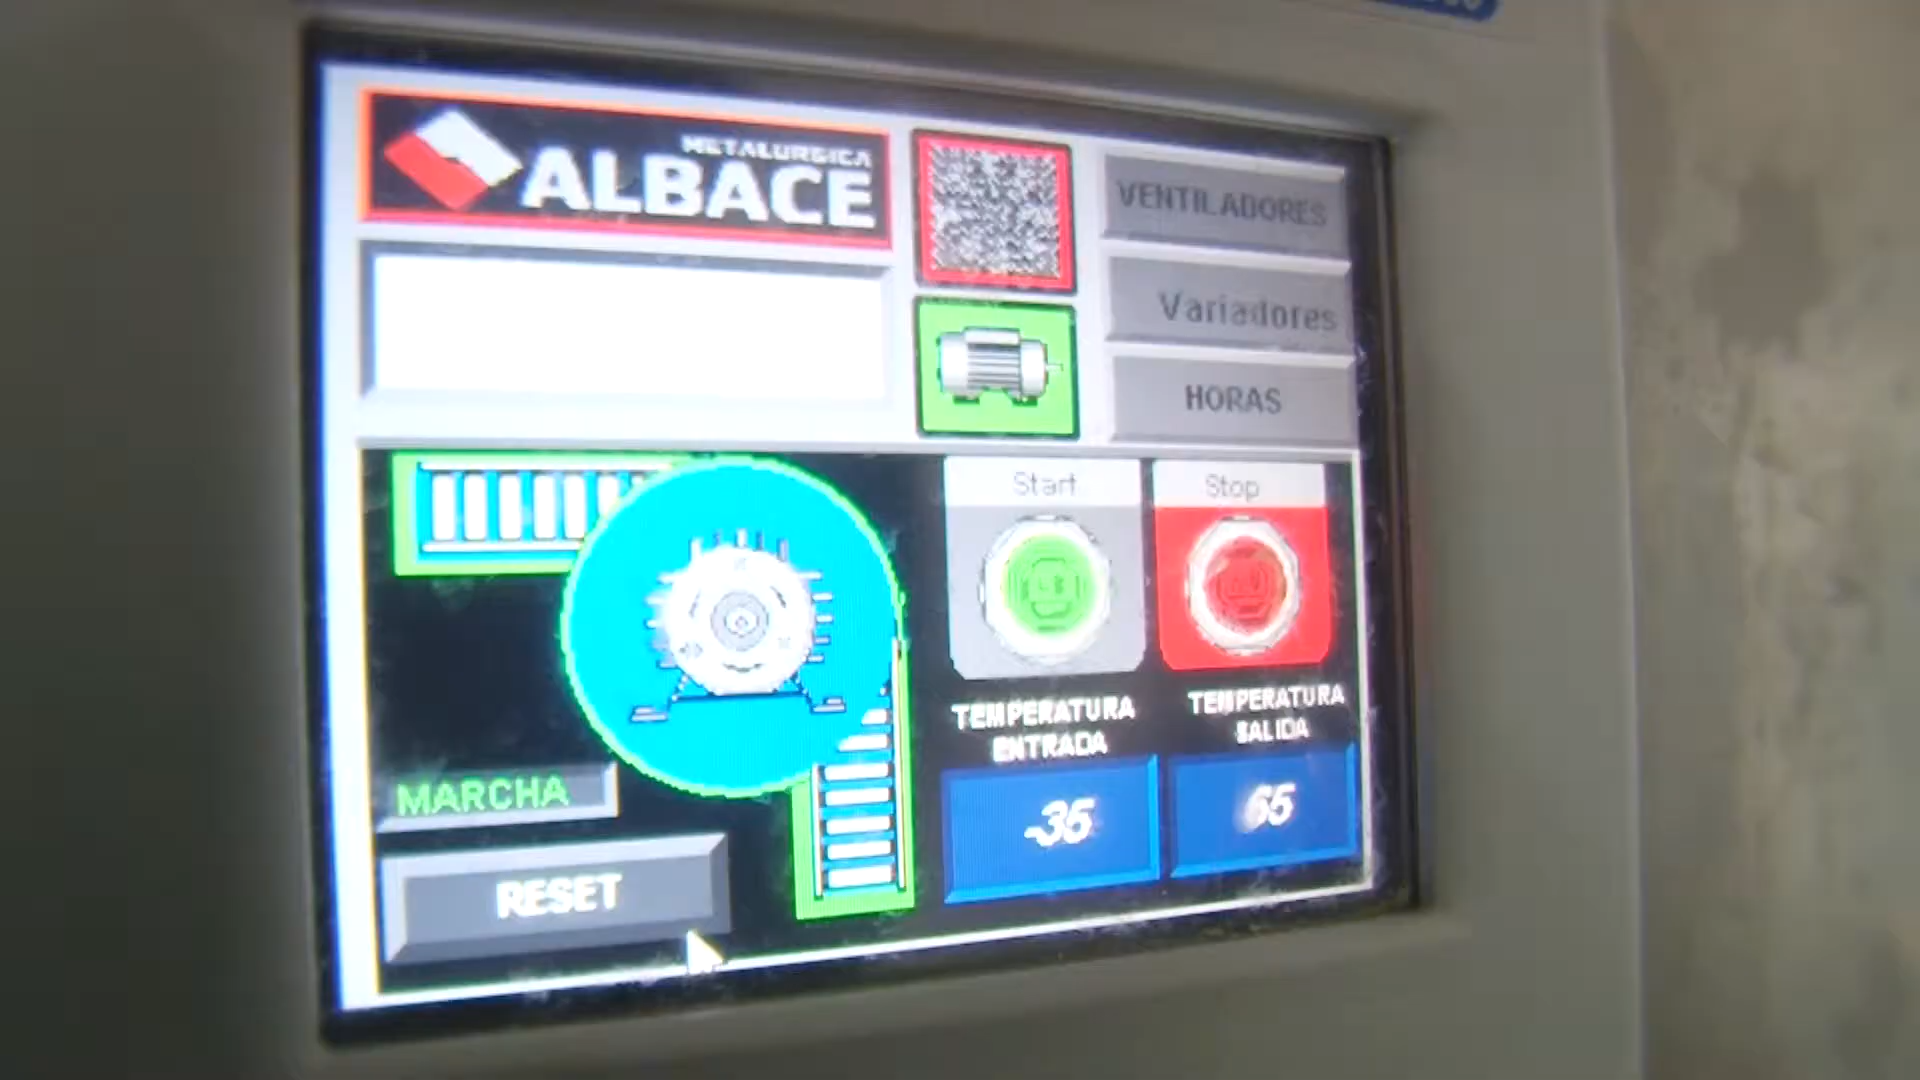 METALURGICA
ALBACE
VENTILADORES
Variadores
HORAS
Start
Stop
TEMPERATURA
ENTRADA
TEMPERATURA
SALIDA
-35
65
MARCHA
RESET